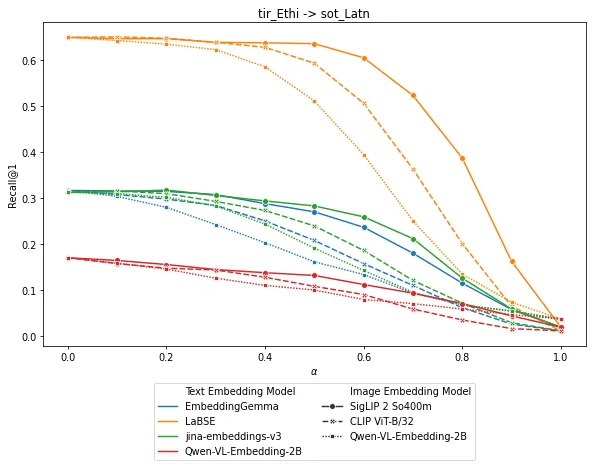 tir_Ethi -> sot_Latn
Recall@1
0.6
0.5
0.4
0.3
0.2
0.1
0.0
0.0 0.2 0.4 0.6 0.8 1.0
α
Text Embedding Model Image Embedding Model
EmbeddingGemma SigLIP 2 So400m
LaBSE CLIP ViT-B/32
jina-embeddings-v3 Qwen-VL-Embedding-2B
Qwen-VL-Embedding-2B